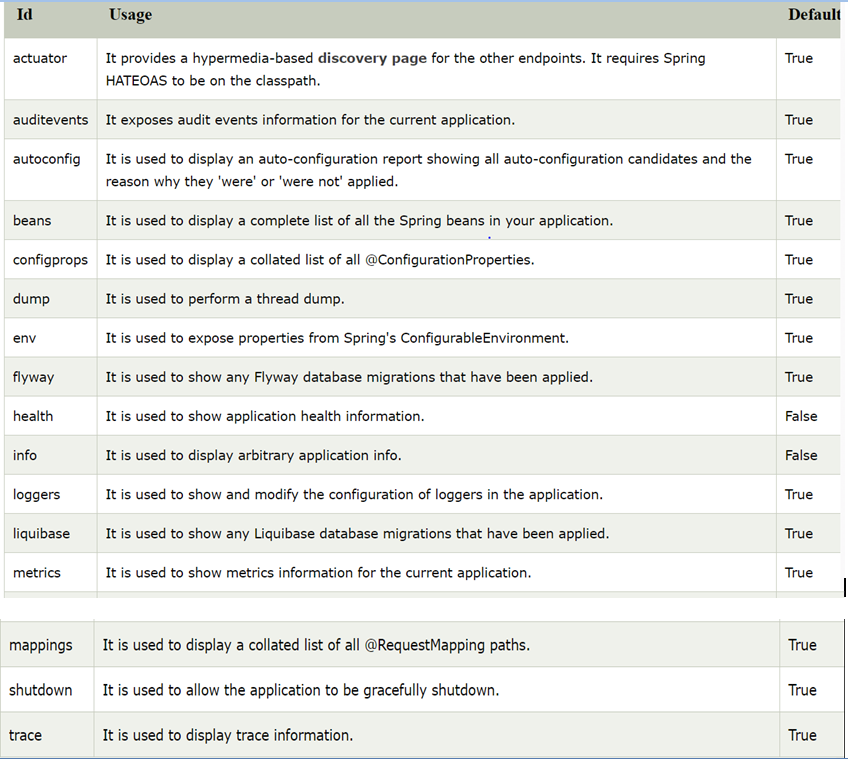 Id Usage Default
actuator It provides a hypermedia-based discovery page for the other endpoints. It requires Spring True
HATEOAS to be on the classpath.
auditevents It exposes audit events information for the current application. True
autoconfig It is used to display an auto-configuration report showing all auto-configuration candidates and the True
reason why they 'were' or 'were not' applied.
beans It is used to display a complete list of all the Spring beans in your application. True
configprops It is used to display a collated list of all @ConfigurationProperties. True
dump It is used to perform a thread dump. True
env It is used to expose properties from Spring's ConfigurableEnvironment. True
flyway It is used to show any Flyway database migrations that have been applied. True
health It is used to show application health information. False
info It is used to display arbitrary application info. False
loggers It is used to show and modify the configuration of loggers in the application. True
liquibase It is used to show any Liquibase database migrations that have been applied. True
metrics It is used to show metrics information for the current application. True
mappings It is used to display a collated list of all @RequestMapping paths. True
shutdown It is used to allow the application to be gracefully shutdown. True
trace It is used to display trace information. True